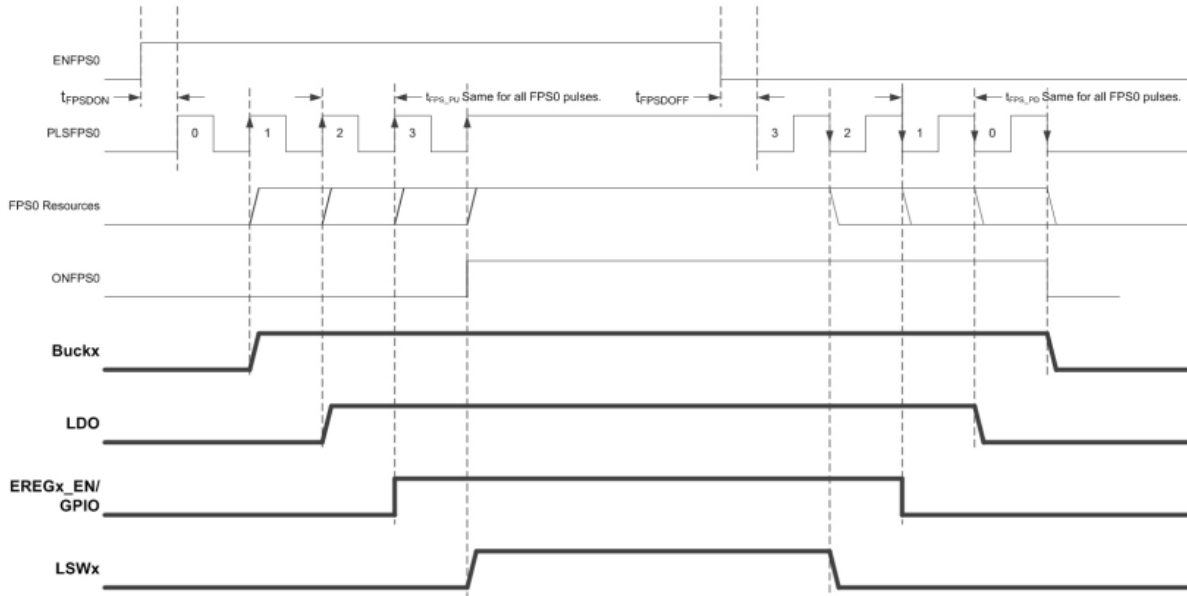 ENFPS0
tFPSDON
tFPS_PU Same for all FPS0 pulses.
tFPSDOFF
tFPS_PD Same for all FPS0 pulses.
PLSFPS0
0 1 2 3 3 2 1 0
FPS0 Resources
ONFPS0
Buckx
LDO
EREGx_EN/
GPIO
LSWx